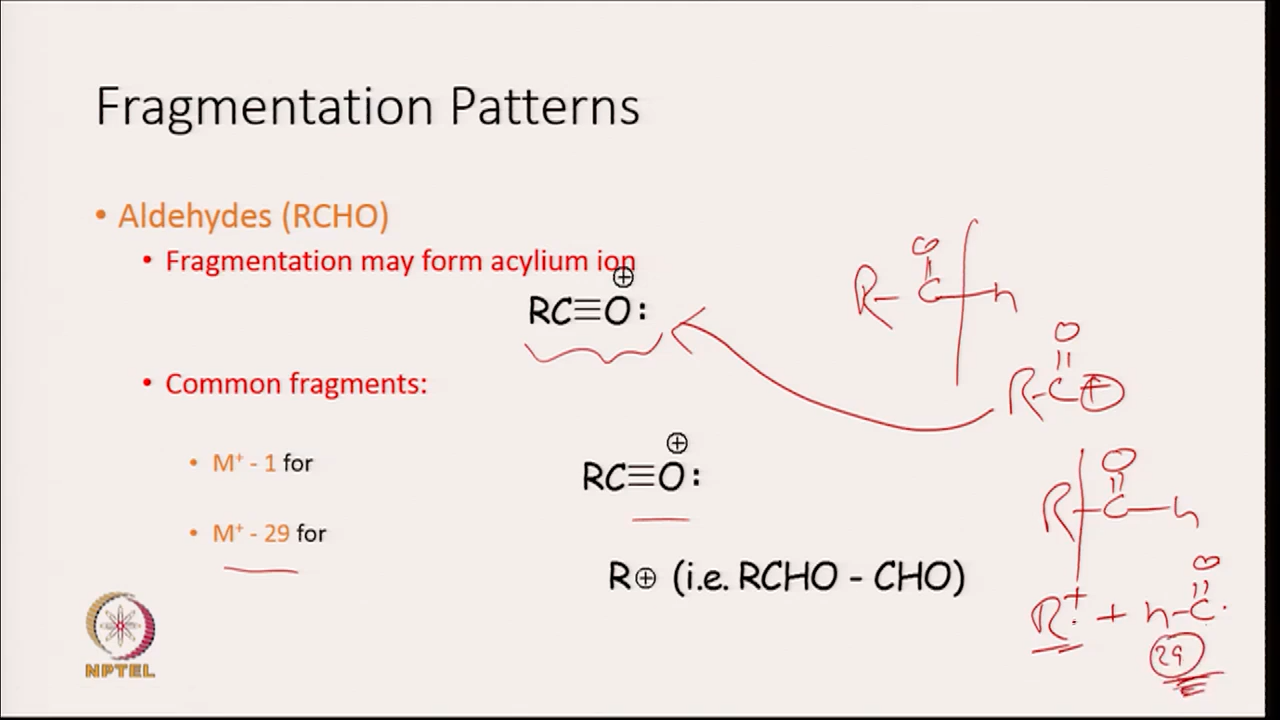 Fragmentation Patterns
• Aldehydes (RCHO)
• Fragmentation may form acylium ion
⊕
RC≡O:
• Common fragments:
• M⁺ - 1 for
⊕
RC≡O:
• M⁺ - 29 for
R⊕ (i.e. RCHO - CHO)
O
R-C-H
O
R-C⊕
O
R-C-H
O
R⁺ + H-C·
29
NPTEL